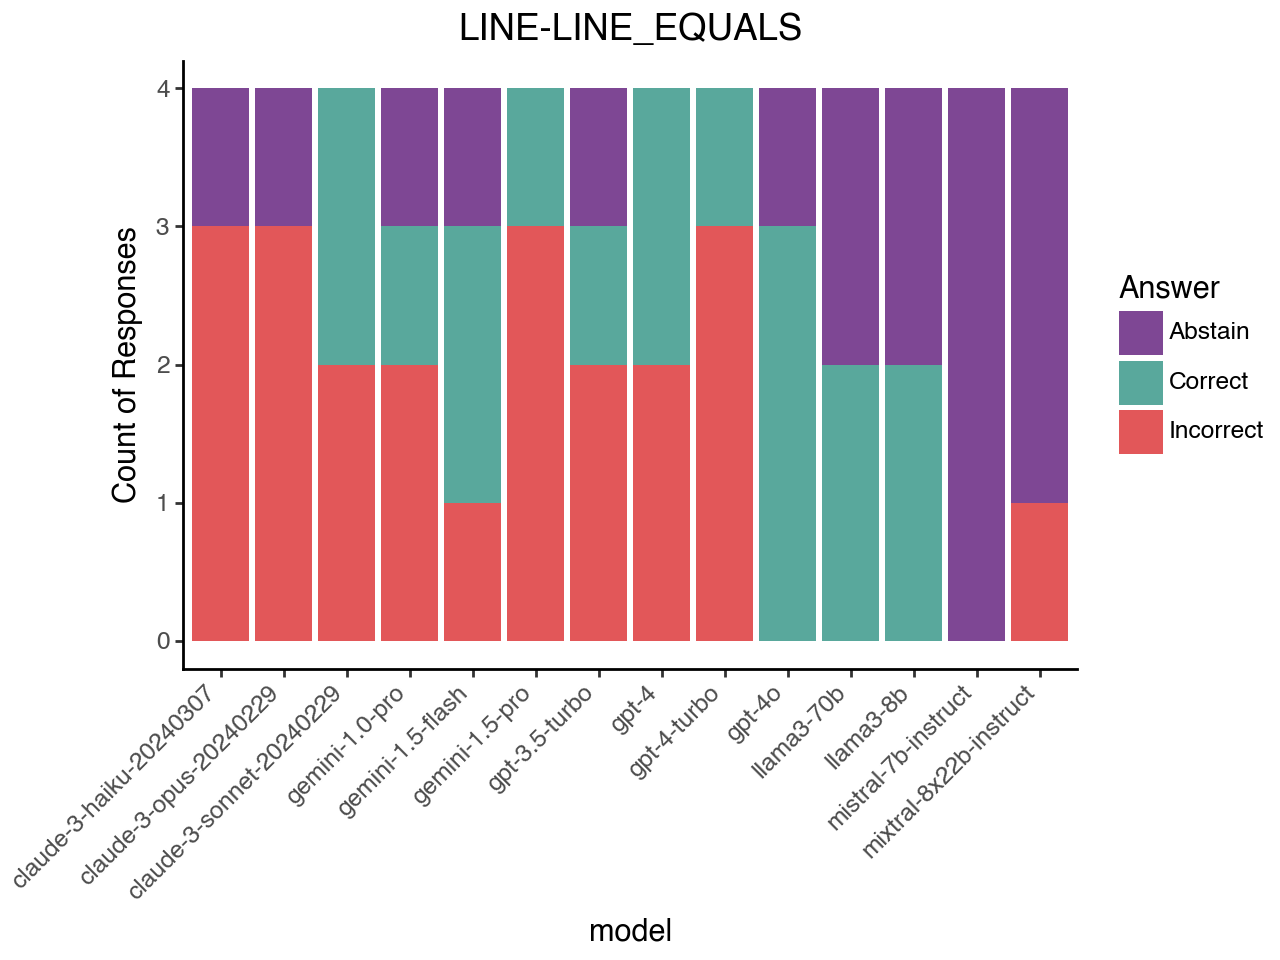 LINE-LINE_EQUALS
4
3
2
1
0
Count of Responses
claude-3-haiku-20240307
claude-3-opus-20240229
claude-3-sonnet-20240229
gemini-1.0-pro
gemini-1.5-flash
gemini-1.5-pro
gpt-3.5-turbo
gpt-4
gpt-4-turbo
gpt-4o
llama3-70b
llama3-8b
mistral-7b-instruct
mixtral-8x22b-instruct
model
Answer
Abstain
Correct
Incorrect